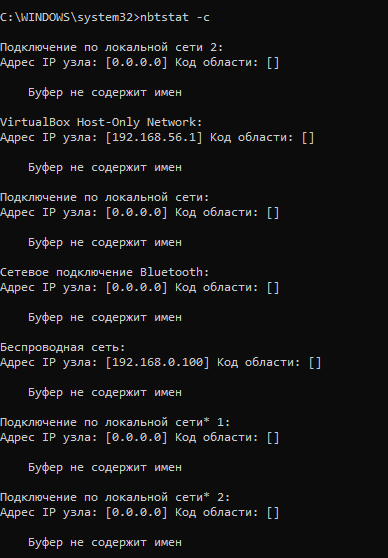 C:\WINDOWS\system32>nbtstat -c
Подключение по локальной сети 2:
Адрес IP узла: [0.0.0.0] Код области: []
Буфер не содержит имен
VirtualBox Host-Only Network:
Адрес IP узла: [192.168.56.1] Код области: []
Буфер не содержит имен
Подключение по локальной сети:
Адрес IP узла: [0.0.0.0] Код области: []
Буфер не содержит имен
Сетевое подключение Bluetooth:
Адрес IP узла: [0.0.0.0] Код области: []
Буфер не содержит имен
Беспроводная сеть:
Адрес IP узла: [192.168.0.100] Код области: []
Буфер не содержит имен
Подключение по локальной сети* 1:
Адрес IP узла: [0.0.0.0] Код области: []
Буфер не содержит имен
Подключение по локальной сети* 2:
Адрес IP узла: [0.0.0.0] Код области: []
Буфер не содержит имен